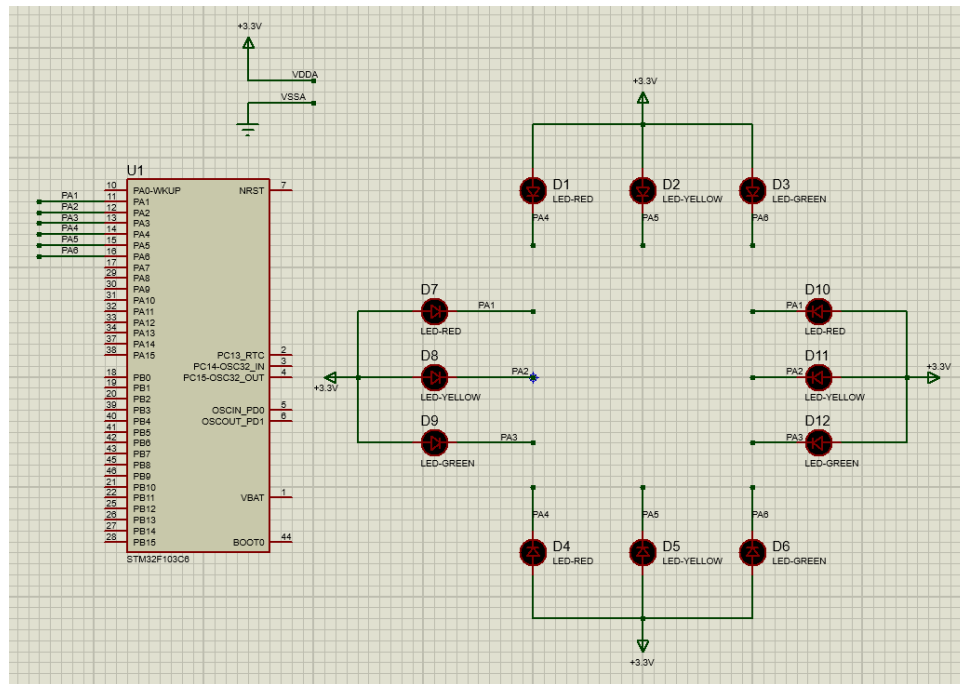 +3.3V
VDDA
VSSA
U1
10 PA0-WKUP NRST 7
PA1 11 PA1
PA2 12 PA2
PA3 13 PA3
PA4 14 PA4
PA5 15 PA5
PA6 16 PA6
17 PA7
29 PA8
30 PA9
31 PA10
32 PA11
33 PA12
34 PA13
37 PA14
38 PA15
PC13_RTC 2
PC14-OSC32_IN 3
PC15-OSC32_OUT 4
18 PB0
19 PB1
20 PB2
39 PB3
40 PB4
41 PB5
42 PB6
43 PB7
45 PB8
46 PB9
21 PB10
22 PB11
25 PB12
26 PB13
27 PB14
28 PB15
OSCIN_PD0 5
OSCOUT_PD1 6
VBAT 1
BOOT0 44
STM32F103C6
+3.3V
D1
LED-RED
PA4
D2
LED-YELLOW
PA5
D3
LED-GREEN
PA6
D7
PA1
LED-RED
D8
PA2
LED-YELLOW
+3.3V
D9
PA3
LED-GREEN
D10
PA1
LED-RED
D11
PA2
LED-YELLOW
+3.3V
D12
PA3
LED-GREEN
PA4
D4
LED-RED
PA5
D5
LED-YELLOW
PA6
D6
LED-GREEN
+3.3V